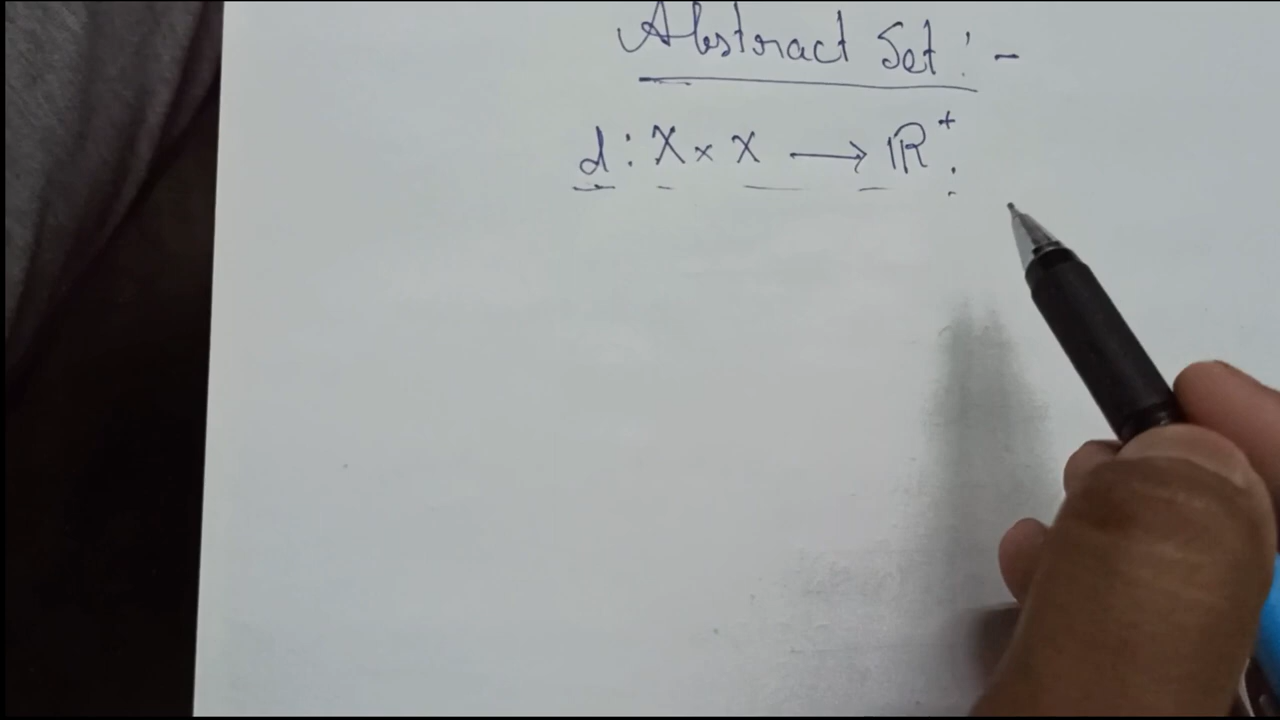 Abstract Set :-
d : X × X → ℝ⁺.